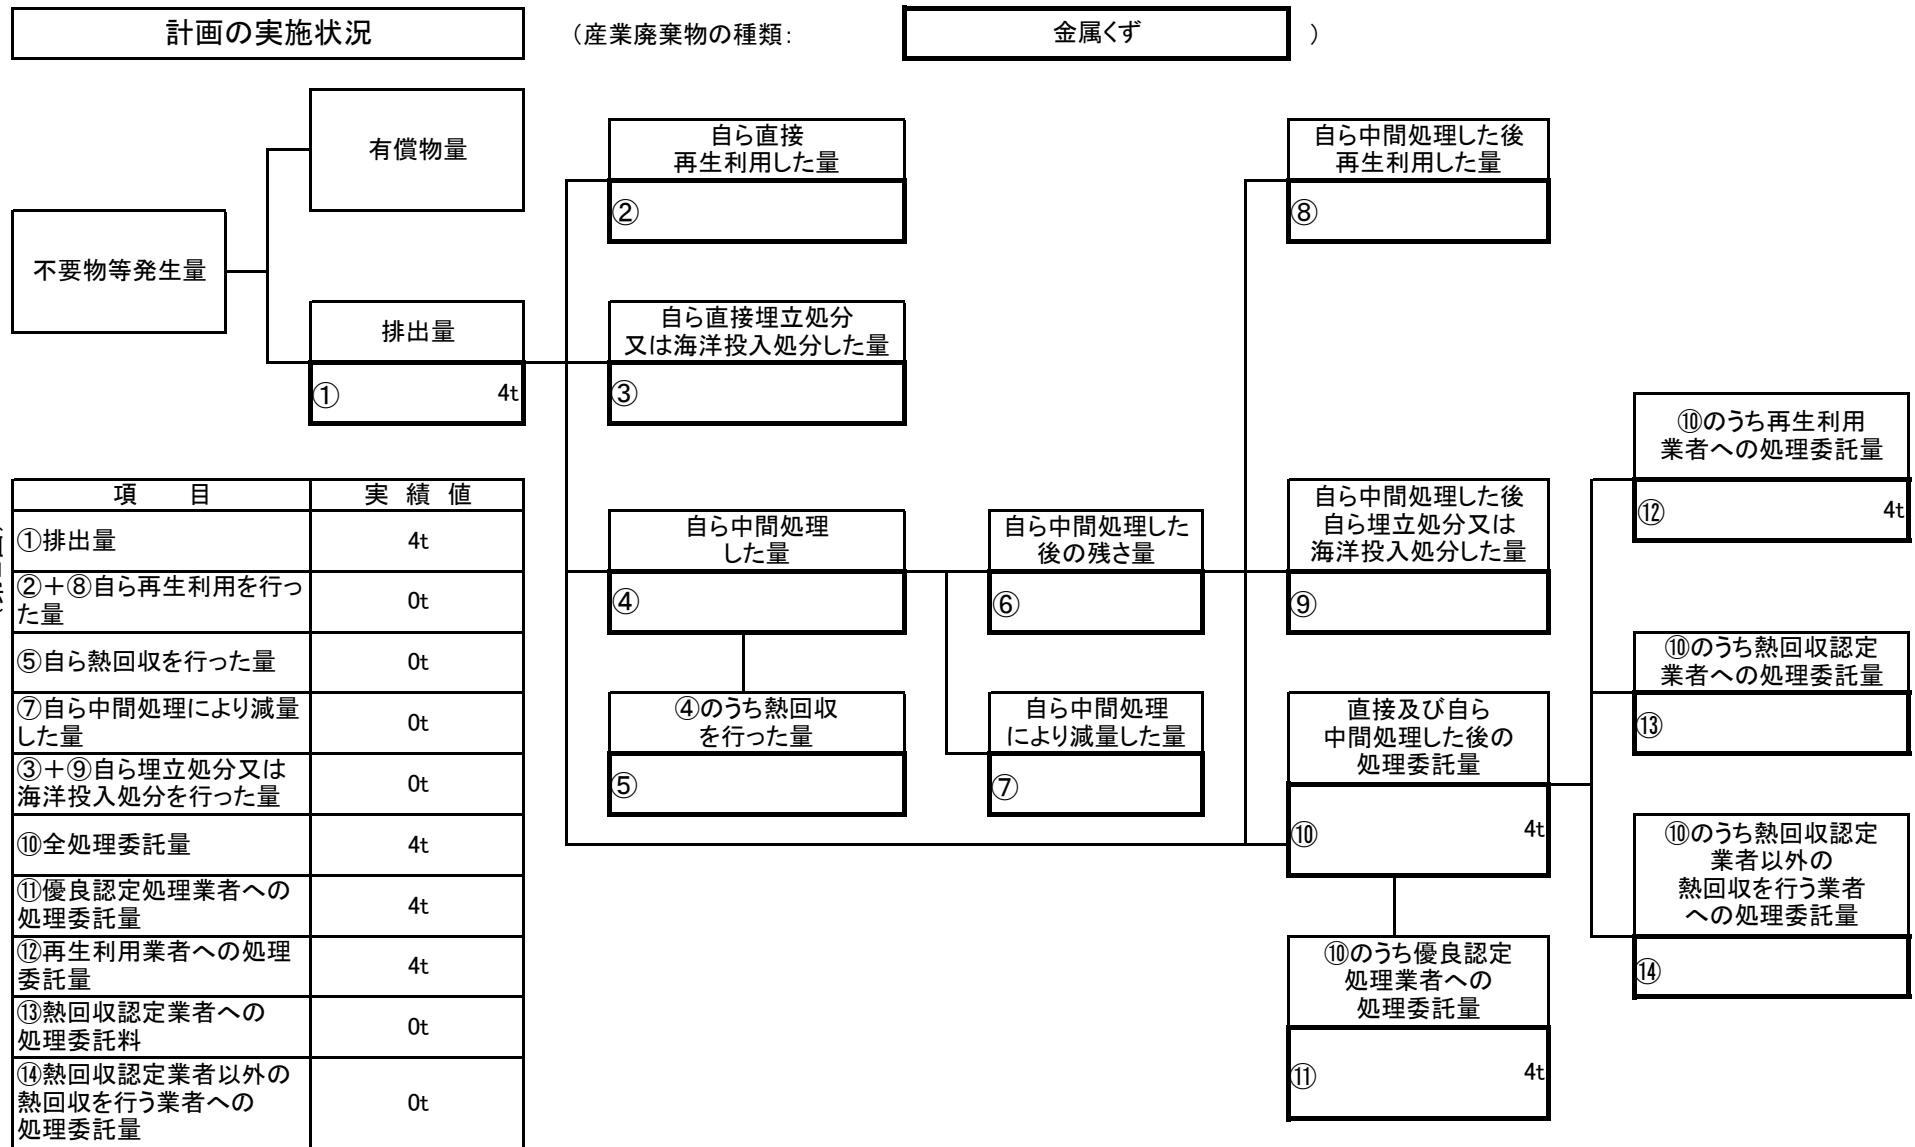 計画の実施状況
（産業廃棄物の種類：
金属くず
）
有償物量
不要物等発生量
排出量
① 4t
自ら直接
再生利用した量
②
自ら直接埋立処分
又は海洋投入処分した量
③
自ら中間処理
した量
④
④のうち熱回収
を行った量
⑤
自ら中間処理した
後の残さ量
⑥
自ら中間処理
により減量した量
⑦
自ら中間処理した後
再生利用した量
⑧
自ら中間処理した後
自ら埋立処分又は
海洋投入処分した量
⑨
直接及び自ら
中間処理した後の
処理委託量
⑩ 4t
⑩のうち優良認定
処理業者への
処理委託量
⑪ 4t
⑩のうち再生利用
業者への処理委託量
⑫ 4t
⑩のうち熱回収認定
業者への処理委託量
⑬
⑩のうち熱回収認定
業者以外の
熱回収を行う業者
への処理委託量
⑭
項　目 実 績 値
①排出量 4t
②＋⑧自ら再生利用を行っ
た量 0t
⑤自ら熱回収を行った量 0t
⑦自ら中間処理により減量
した量 0t
③＋⑨自ら埋立処分又は
海洋投入処分を行った量 0t
⑩全処理委託量 4t
⑪優良認定処理業者への
処理委託量 4t
⑫再生利用業者への処理
委託量 4t
⑬熱回収認定業者への
処理委託料 0t
⑭熱回収認定業者以外の
熱回収を行う業者への
処理委託量 0t